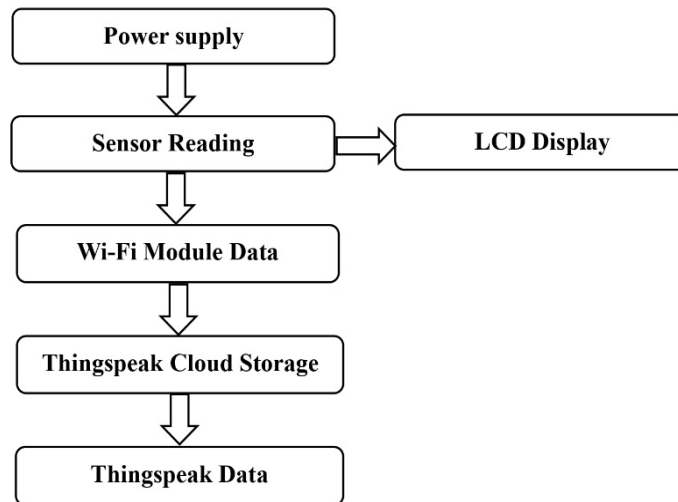 Power supply
Sensor Reading
LCD Display
Wi-Fi Module Data
Thingspeak Cloud Storage
Thingspeak Data